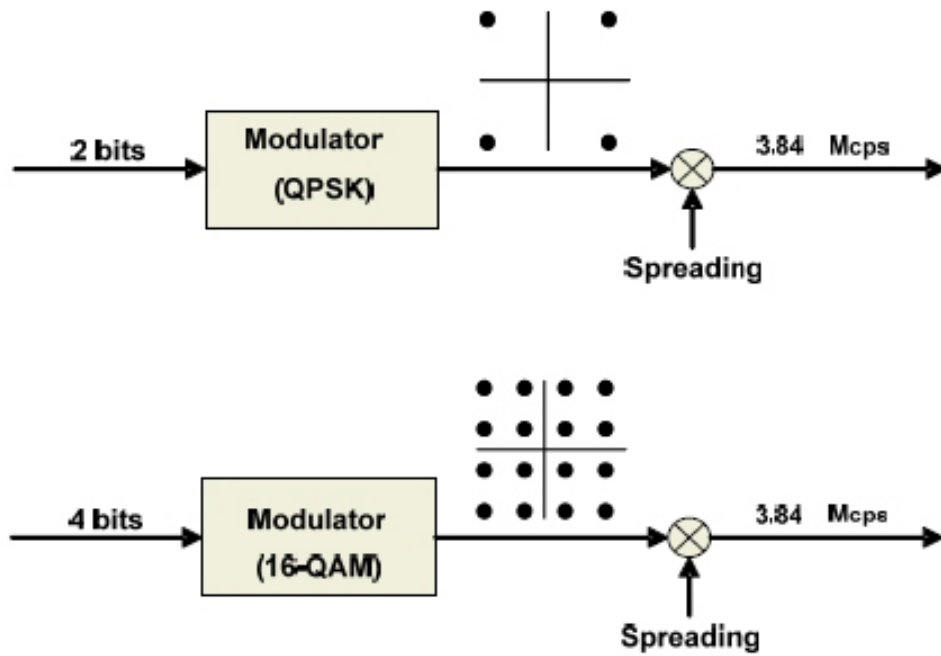 2 bits
Modulator
(QPSK)
3.84 Mcps
Spreading
4 bits
Modulator
(16-QAM)
3.84 Mcps
Spreading